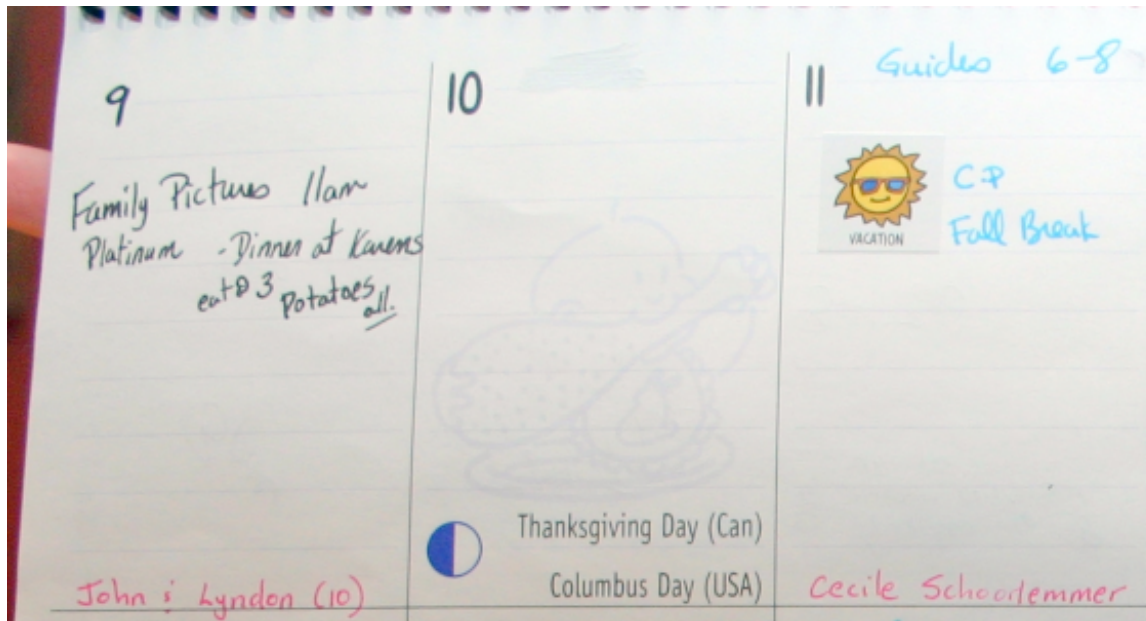 9
Family Pictures 11am
Platinum - Dinner at Karens
eat @ 3 Potatoes all.
John & Lyndon (10)
10
Thanksgiving Day (Can)
Columbus Day (USA)
11
Guides 6-8
VACATION
Fall Break
Cecile Schoorlemmer